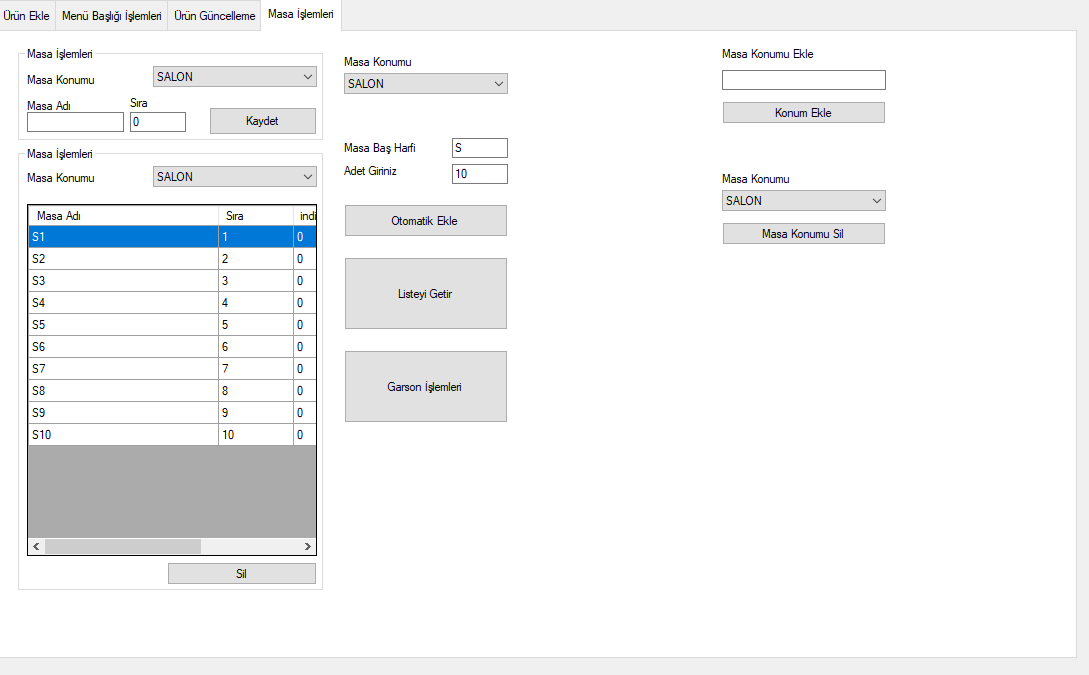 Ürün Ekle
Menü Başlığı İşlemleri
Ürün Güncelleme
Masa İşlemleri
Masa İşlemleri
Masa Konumu
SALON
Masa Adı
Sıra
0
Kaydet
Masa İşlemleri
Masa Konumu
SALON
Masa Adı Sıra indi
S1 1 0
S2 2 0
S3 3 0
S4 4 0
S5 5 0
S6 6 0
S7 7 0
S8 8 0
S9 9 0
S10 10 0
Sil
Masa Konumu
SALON
Masa Baş Harfi
S
Adet Giriniz
10
Otomatik Ekle
Listeyi Getir
Garson İşlemleri
Masa Konumu Ekle
Konum Ekle
Masa Konumu
SALON
Masa Konumu Sil